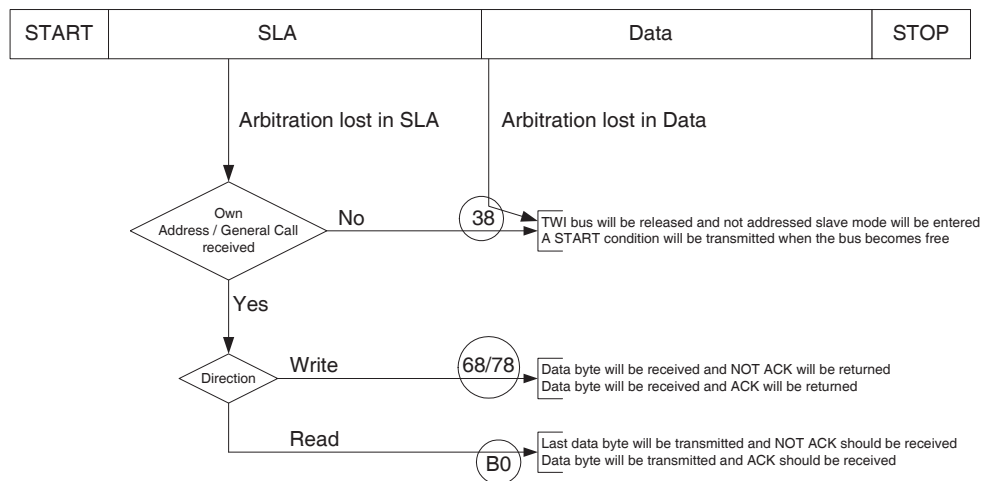 START SLA Data STOP
Arbitration lost in SLA Arbitration lost in Data
Own
Address / General Call
received
No
38
TWI bus will be released and not addressed slave mode will be entered
A START condition will be transmitted when the bus becomes free
Yes
Direction
Write
68/78
Data byte will be received and NOT ACK will be returned
Data byte will be received and ACK will be returned
Read
B0
Last data byte will be transmitted and NOT ACK should be received
Data byte will be transmitted and ACK should be received